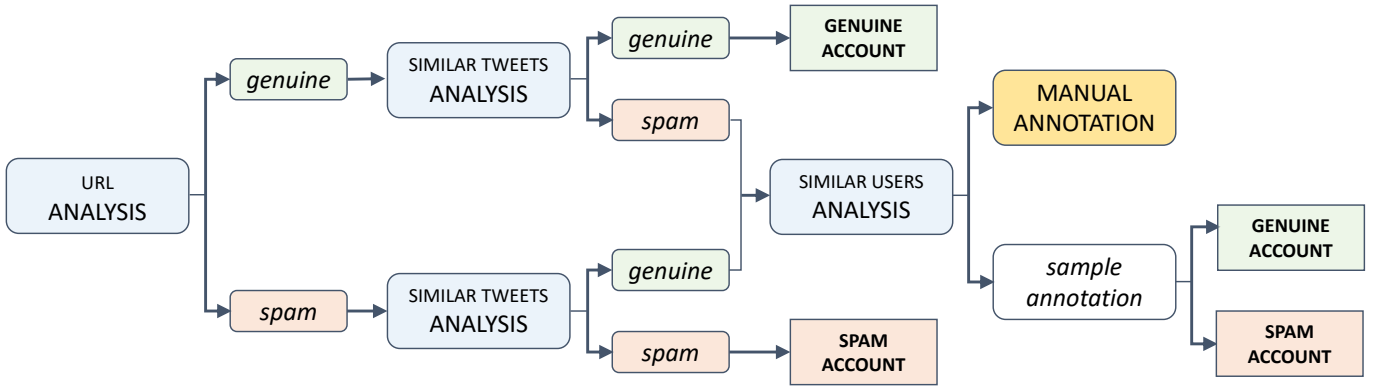 URL
ANALYSIS
genuine
SIMILAR TWEETS
ANALYSIS
genuine
GENUINE
ACCOUNT
spam
spam
SIMILAR TWEETS
ANALYSIS
genuine
spam
SPAM
ACCOUNT
SIMILAR USERS
ANALYSIS
MANUAL
ANNOTATION
sample
annotation
GENUINE
ACCOUNT
SPAM
ACCOUNT